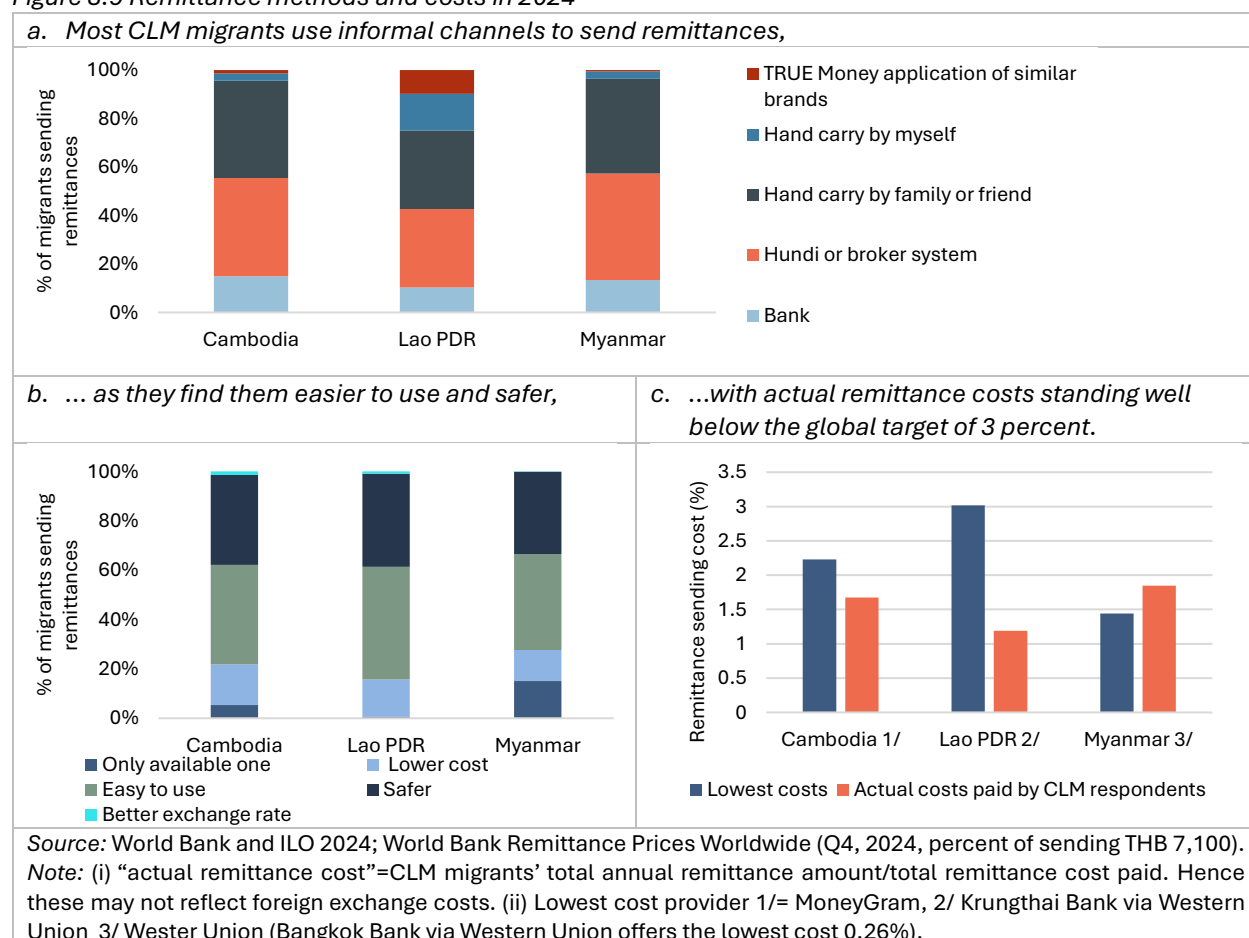 Figure 3.9 Remittance methods and costs in 2024
a. Most CLM migrants use informal channels to send remittances,
% of migrants sending
remittances
100%
80%
60%
40%
20%
0%
Cambodia
Lao PDR
Myanmar
TRUE Money application of similar
brands
Hand carry by myself
Hand carry by family or friend
Hundi or broker system
Bank
b. ... as they find them easier to use and safer,
% of migrants sending
remittances
100%
80%
60%
40%
20%
0%
Cambodia
Lao PDR
Myanmar
Only available one
Lower cost
Easy to use
Safer
Better exchange rate
c. ...with actual remittance costs standing well
below the global target of 3 percent.
Remittance sending cost (%)
3.5
3
2.5
2
1.5
1
0.5
0
Cambodia 1/
Lao PDR 2/
Myanmar 3/
Lowest costs
Actual costs paid by CLM respondents
Source: World Bank and ILO 2024; World Bank Remittance Prices Worldwide (Q4, 2024, percent of sending THB 7,100).
Note: (i) “actual remittance cost”=CLM migrants’ total annual remittance amount/total remittance cost paid. Hence
these may not reflect foreign exchange costs. (ii) Lowest cost provider 1/= MoneyGram, 2/ Krungthai Bank via Western
Union 3/ Wester Union (Bangkok Bank via Western Union offers the lowest cost 0.26%).